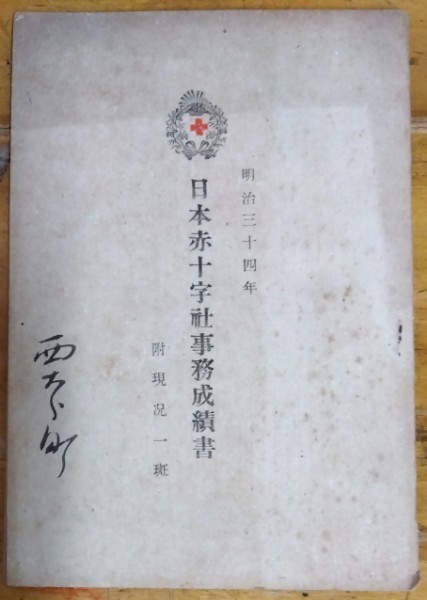 明治三十四年
日本赤十字社事務成績書
附現況一斑